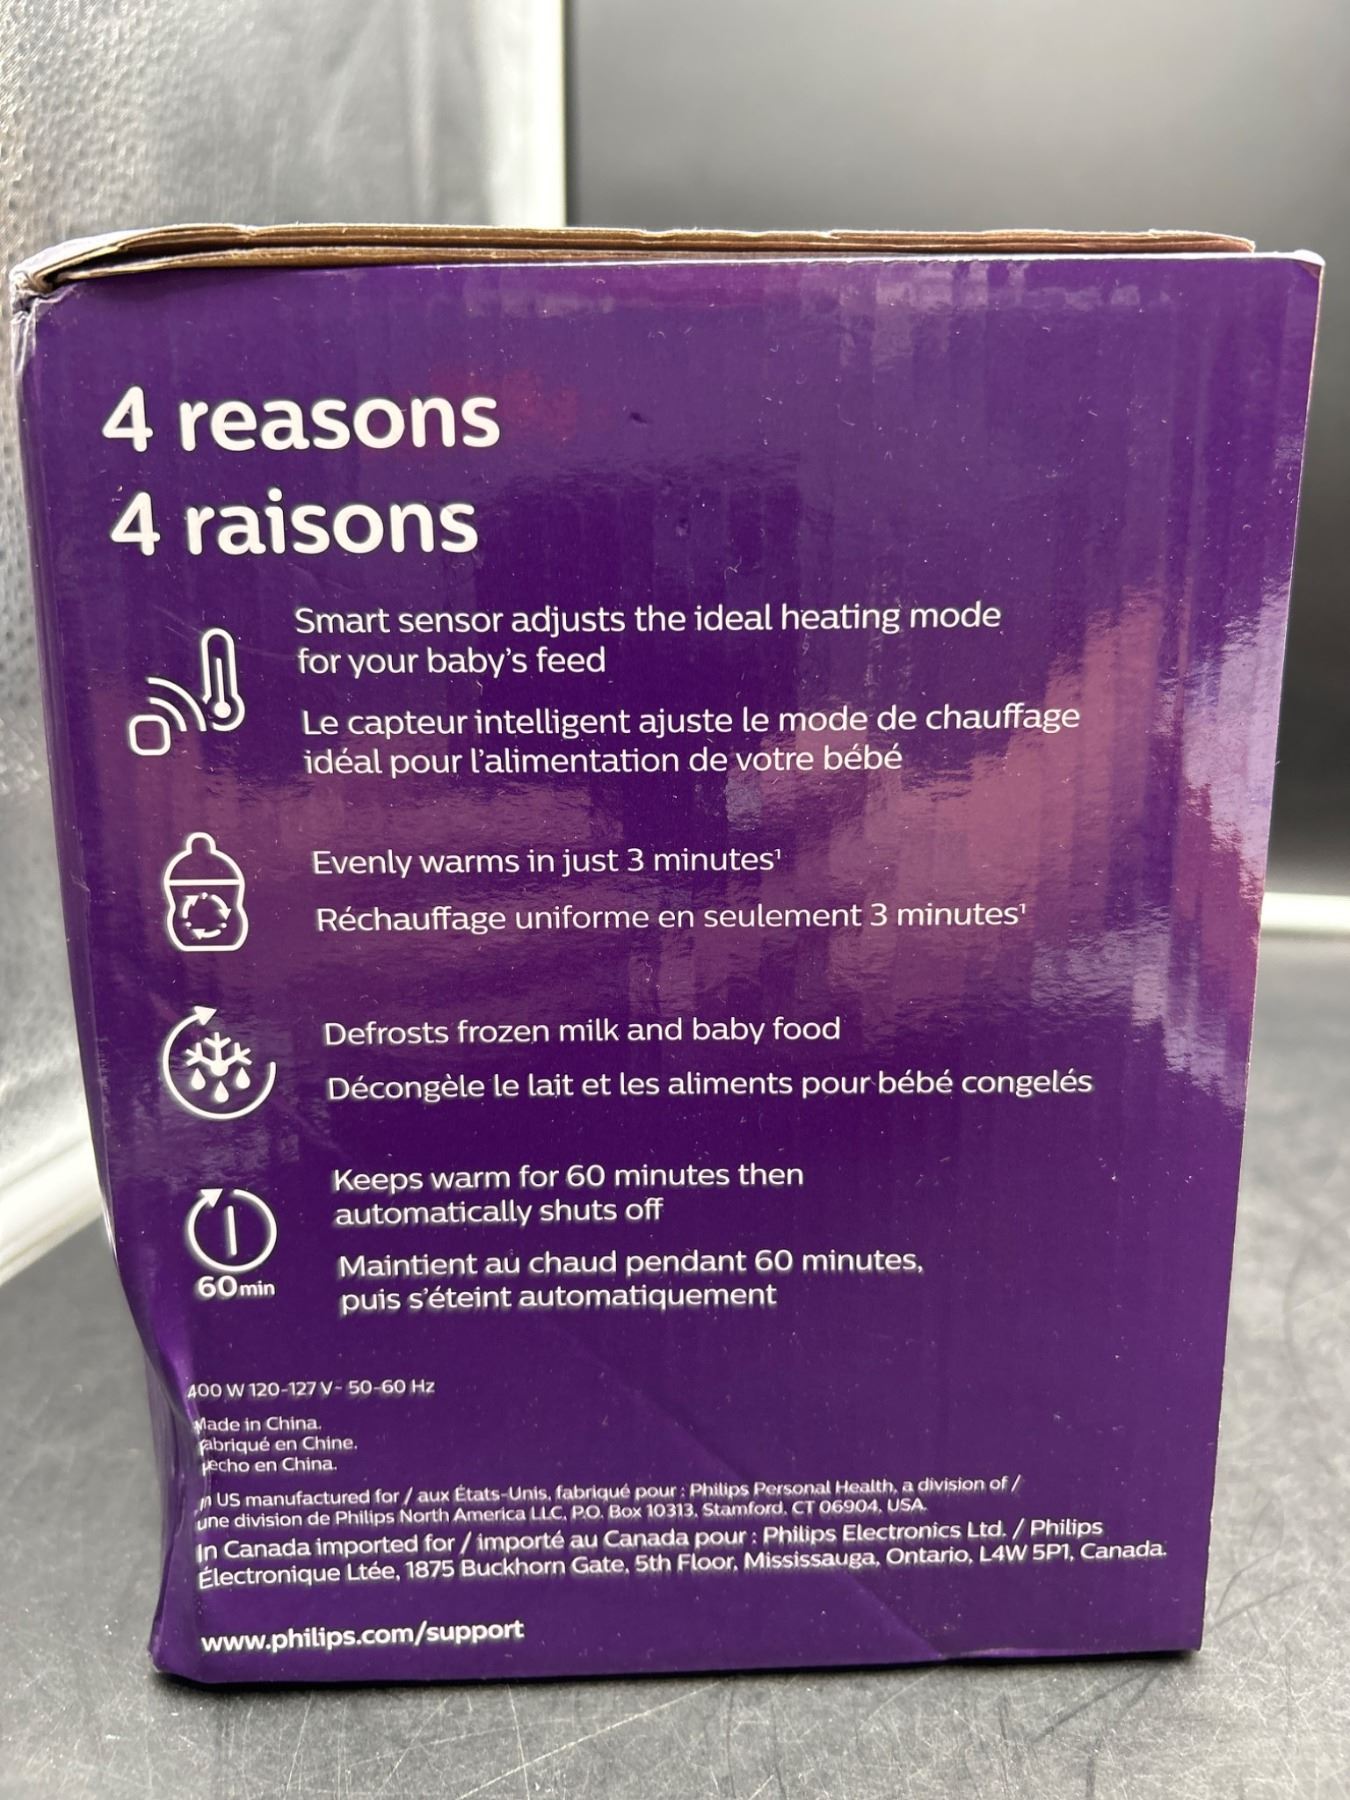 4 reasons
4 raisons
Smart sensor adjusts the ideal heating mode
for your baby's feed
Le capteur intelligent ajuste le mode de chauffage
idéal pour l'alimentation de votre bébé
Evenly warms in just 3 minutes¹
Réchauffage uniforme en seulement 3 minutes¹
Defrosts frozen milk and baby food
Décongèle le lait et les aliments pour bébé congelés
Keeps warm for 60 minutes then
automatically shuts off
60min
Maintient au chaud pendant 60 minutes,
puis s'éteint automatiquement
400 W 120-127 V~ 50-60 Hz
Made in China.
Fabriqué en Chine.
Hecho en China.
In US manufactured for / aux États-Unis, fabriqué pour : Philips Personal Health, a division of /
une division de Philips North America LLC, P.O. Box 10313, Stamford, CT 06904, USA.
In Canada imported for / importé au Canada pour : Philips Electronics Ltd. / Philips
Électronique Ltée, 1875 Buckhorn Gate, 5th Floor, Mississauga, Ontario, L4W 5P1, Canada.
www.philips.com/support